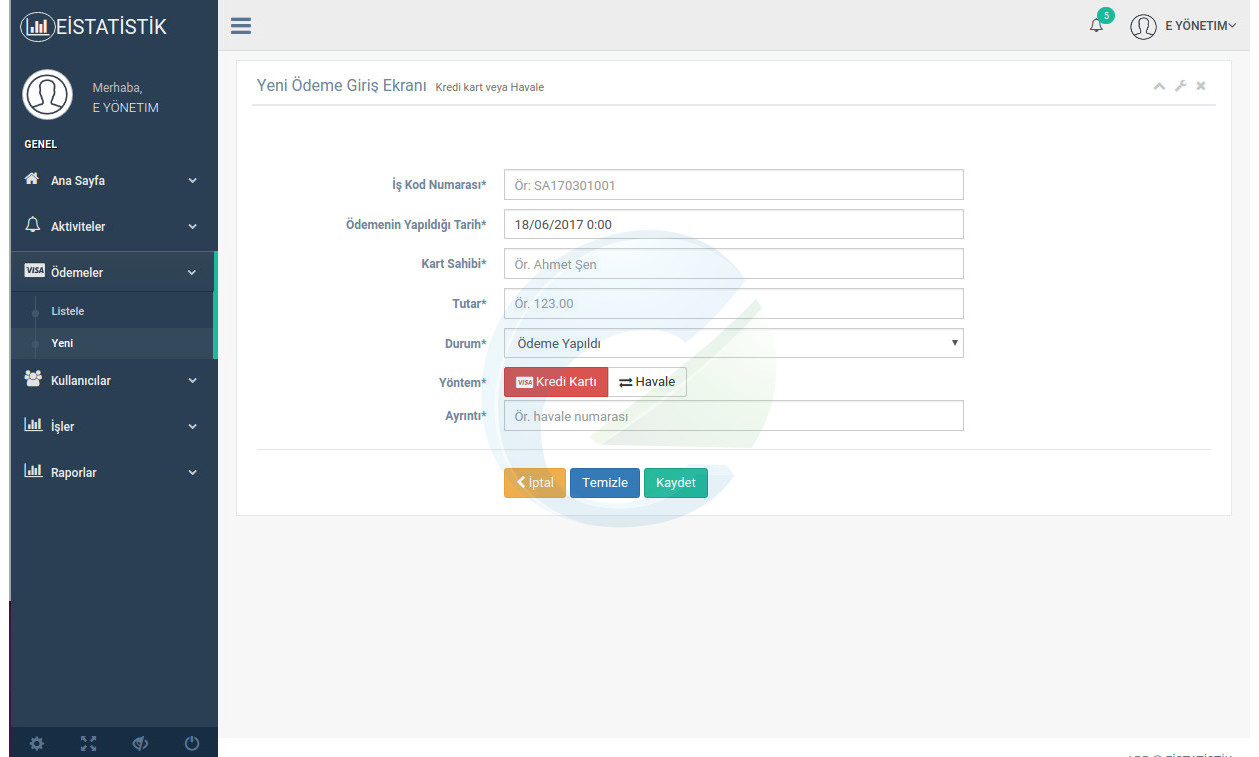 EİSTATİSTİK
5
E YÖNETIM
Merhaba,
E YÖNETIM
GENEL
Ana Sayfa
Aktiviteler
VISA Ödemeler
Listele
Yeni
Kullanıcılar
İşler
Raporlar
Yeni Ödeme Giriş Ekranı Kredi kart veya Havale
İş Kod Numarası* Ör: SA170301001
Ödemenin Yapıldığı Tarih* 18/06/2017 0:00
Kart Sahibi* Ör. Ahmet Şen
Tutar* Ör. 123.00
Durum* Ödeme Yapıldı
Yöntem* VISA Kredi Kartı Havale
Ayrıntı* Ör. havale numarası
İptal Temizle Kaydet